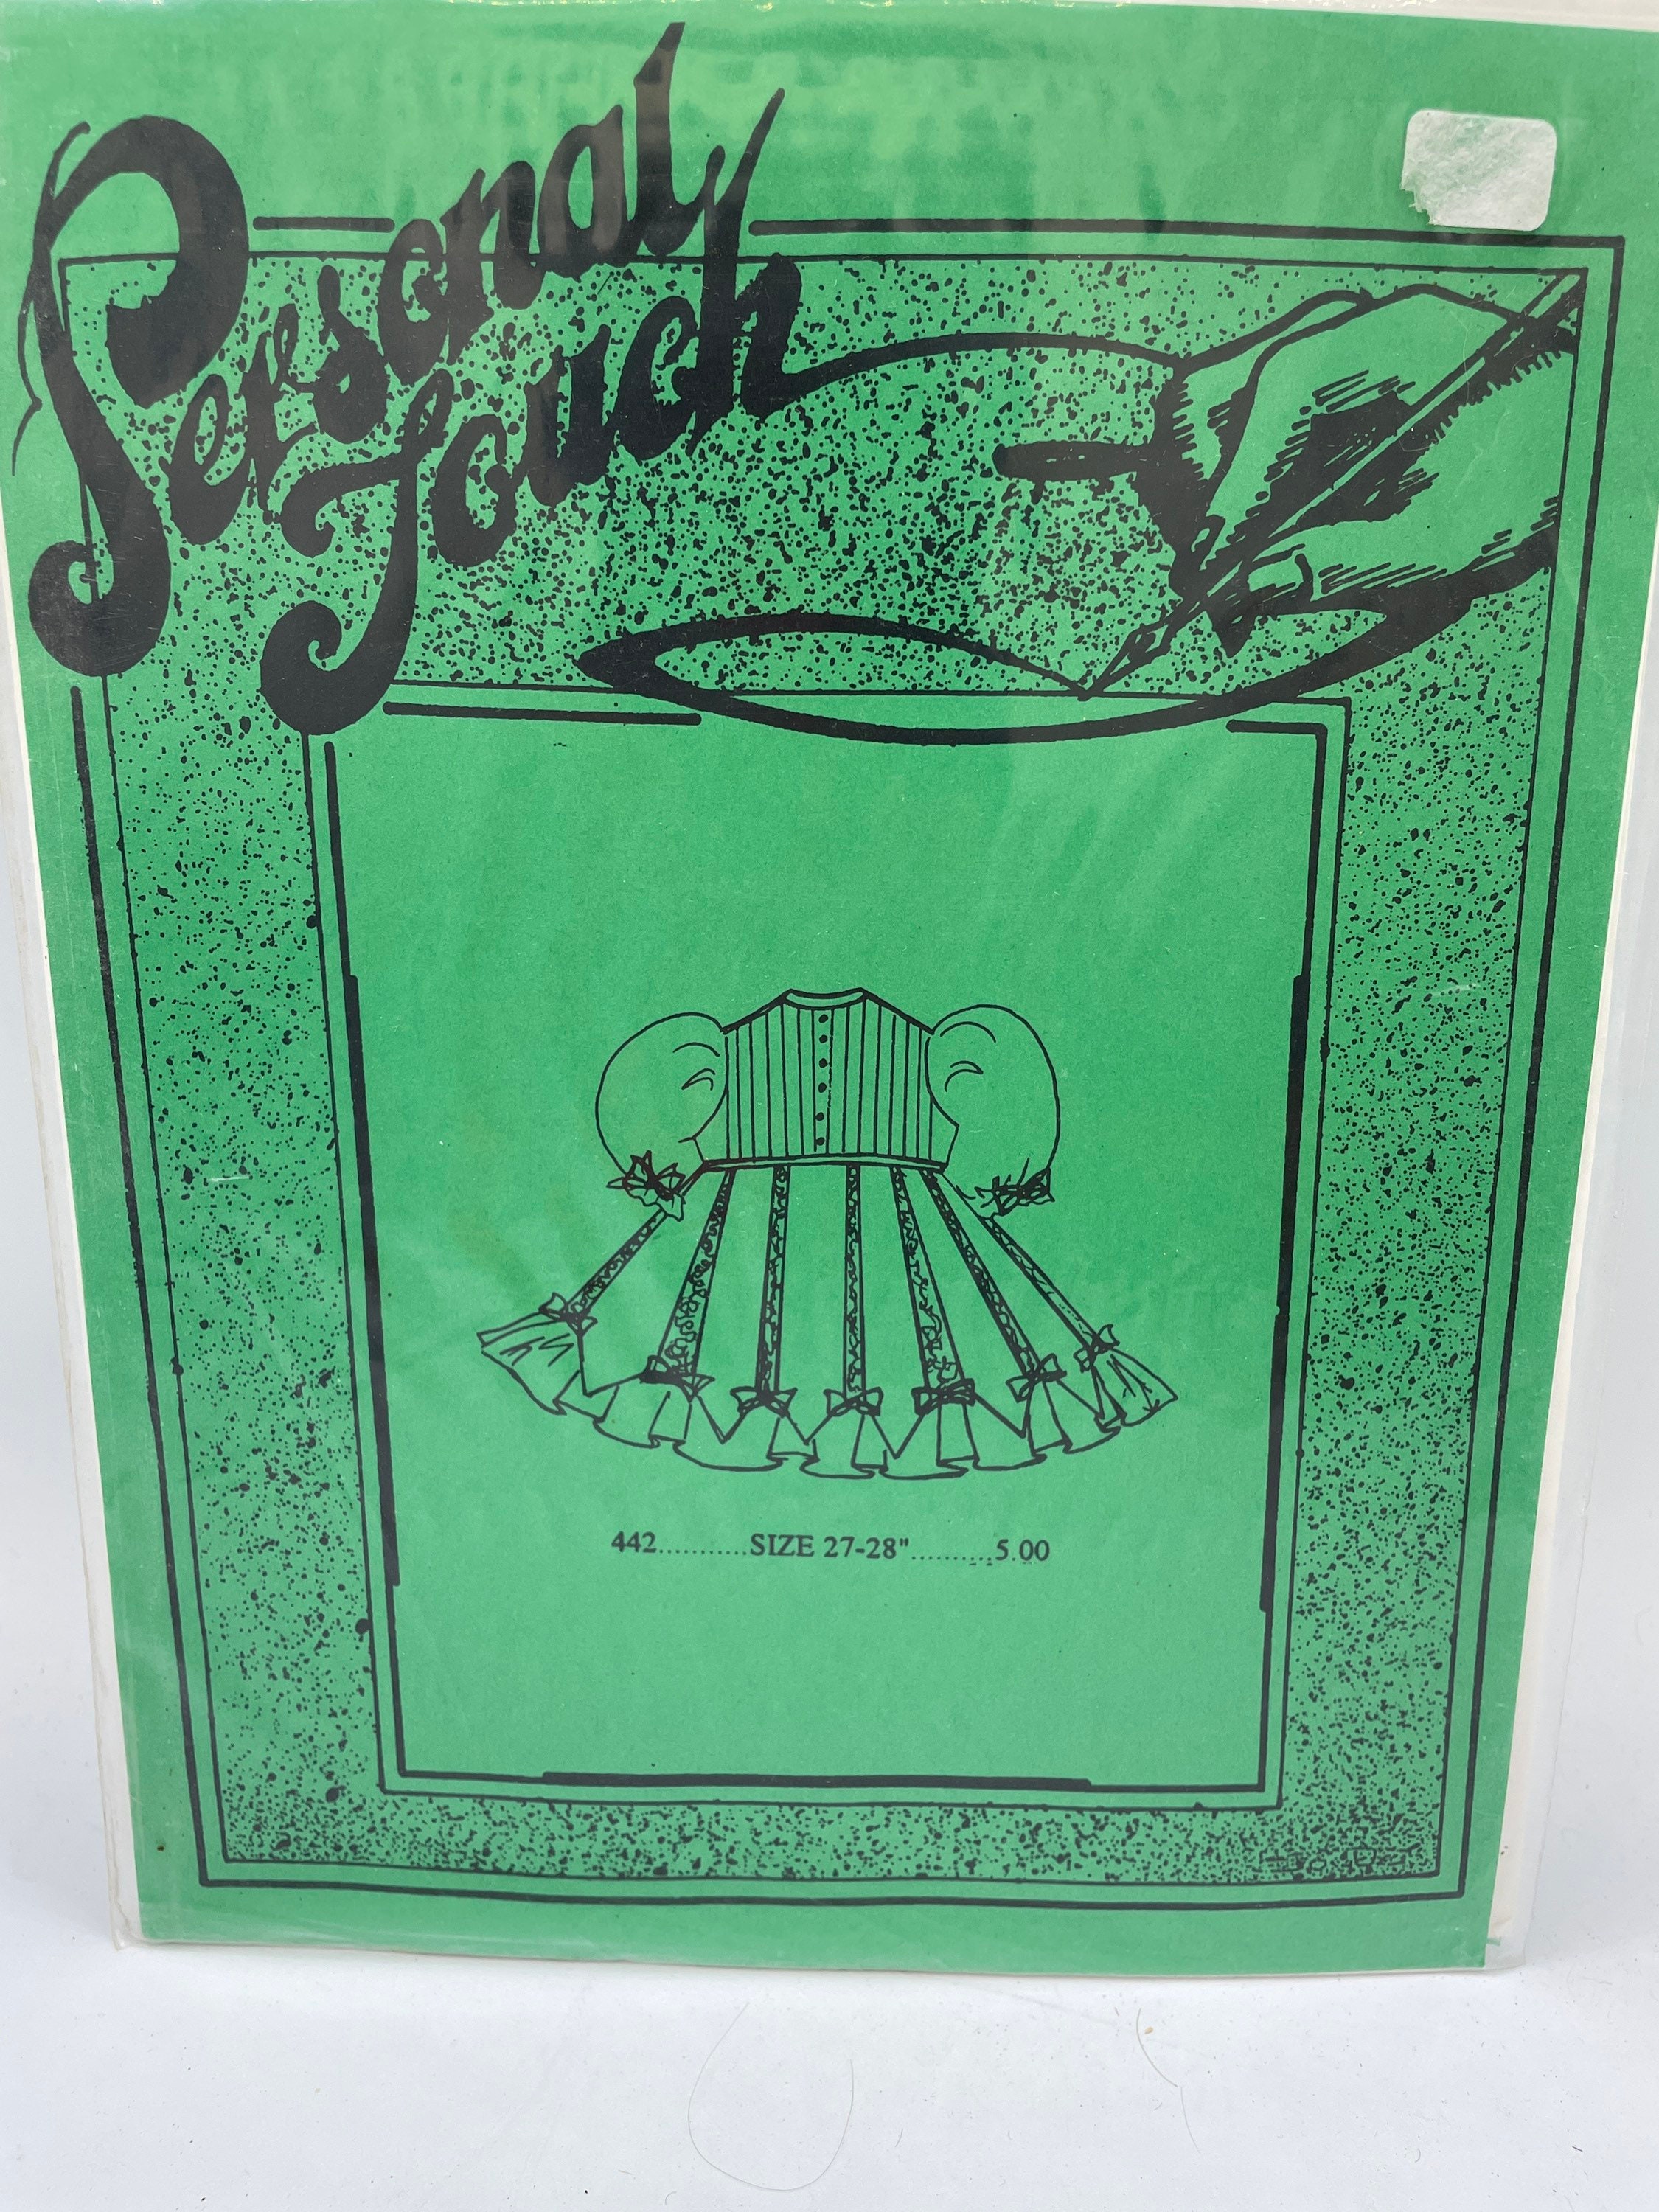 Personal
Touch
442...........SIZE 27-28"..........5.00